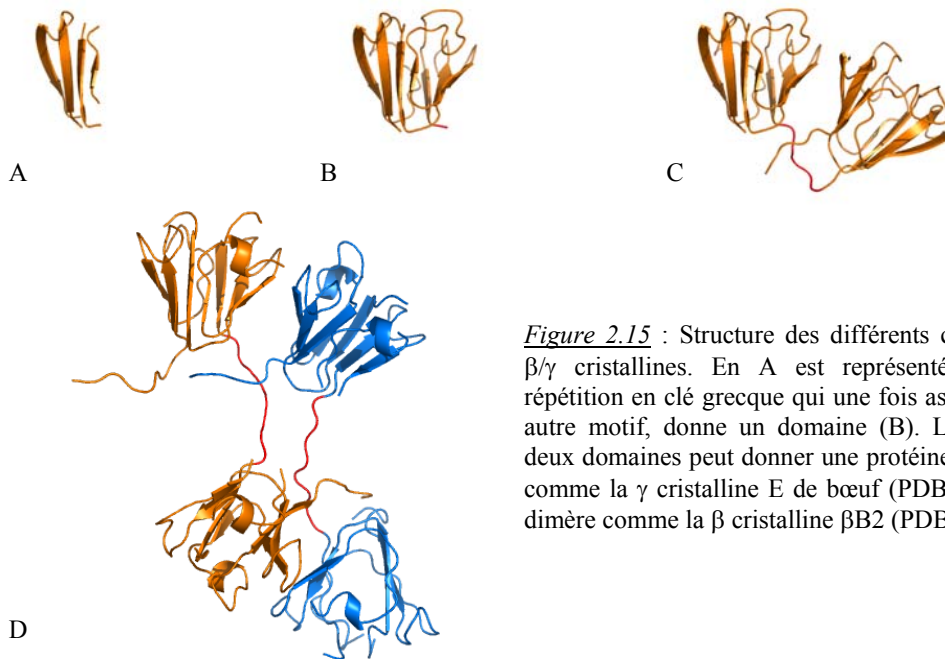 A
B
C
D
Figure 2.15 : Structure des différents
β/γ cristallines. En A est
répétition en clé grecque qui une fois
autre motif, donne un domaine (B).
deux domaines peut donner une protéine
comme la γ cristalline E de bœuf (PDB
dimère comme la β cristalline βB2 (PDB